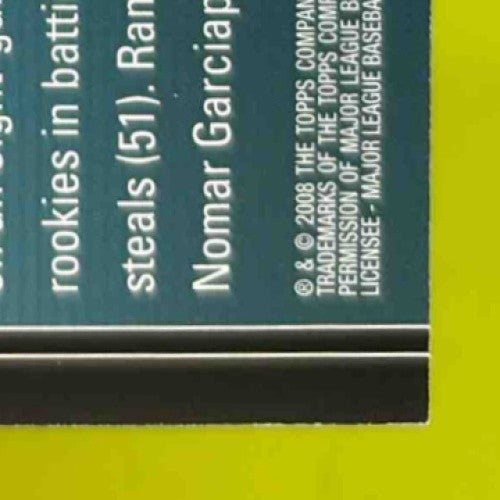 rookies in batti
steals (51). Ran
Nomar Garciap
® & © 2008 THE TOPPS COMPAN
TRADEMARKS OF THE TOPPS COMP
PERMISSION OF MAJOR LEAGUE B
LICENSEE - MAJOR LEAGUE BASEBA